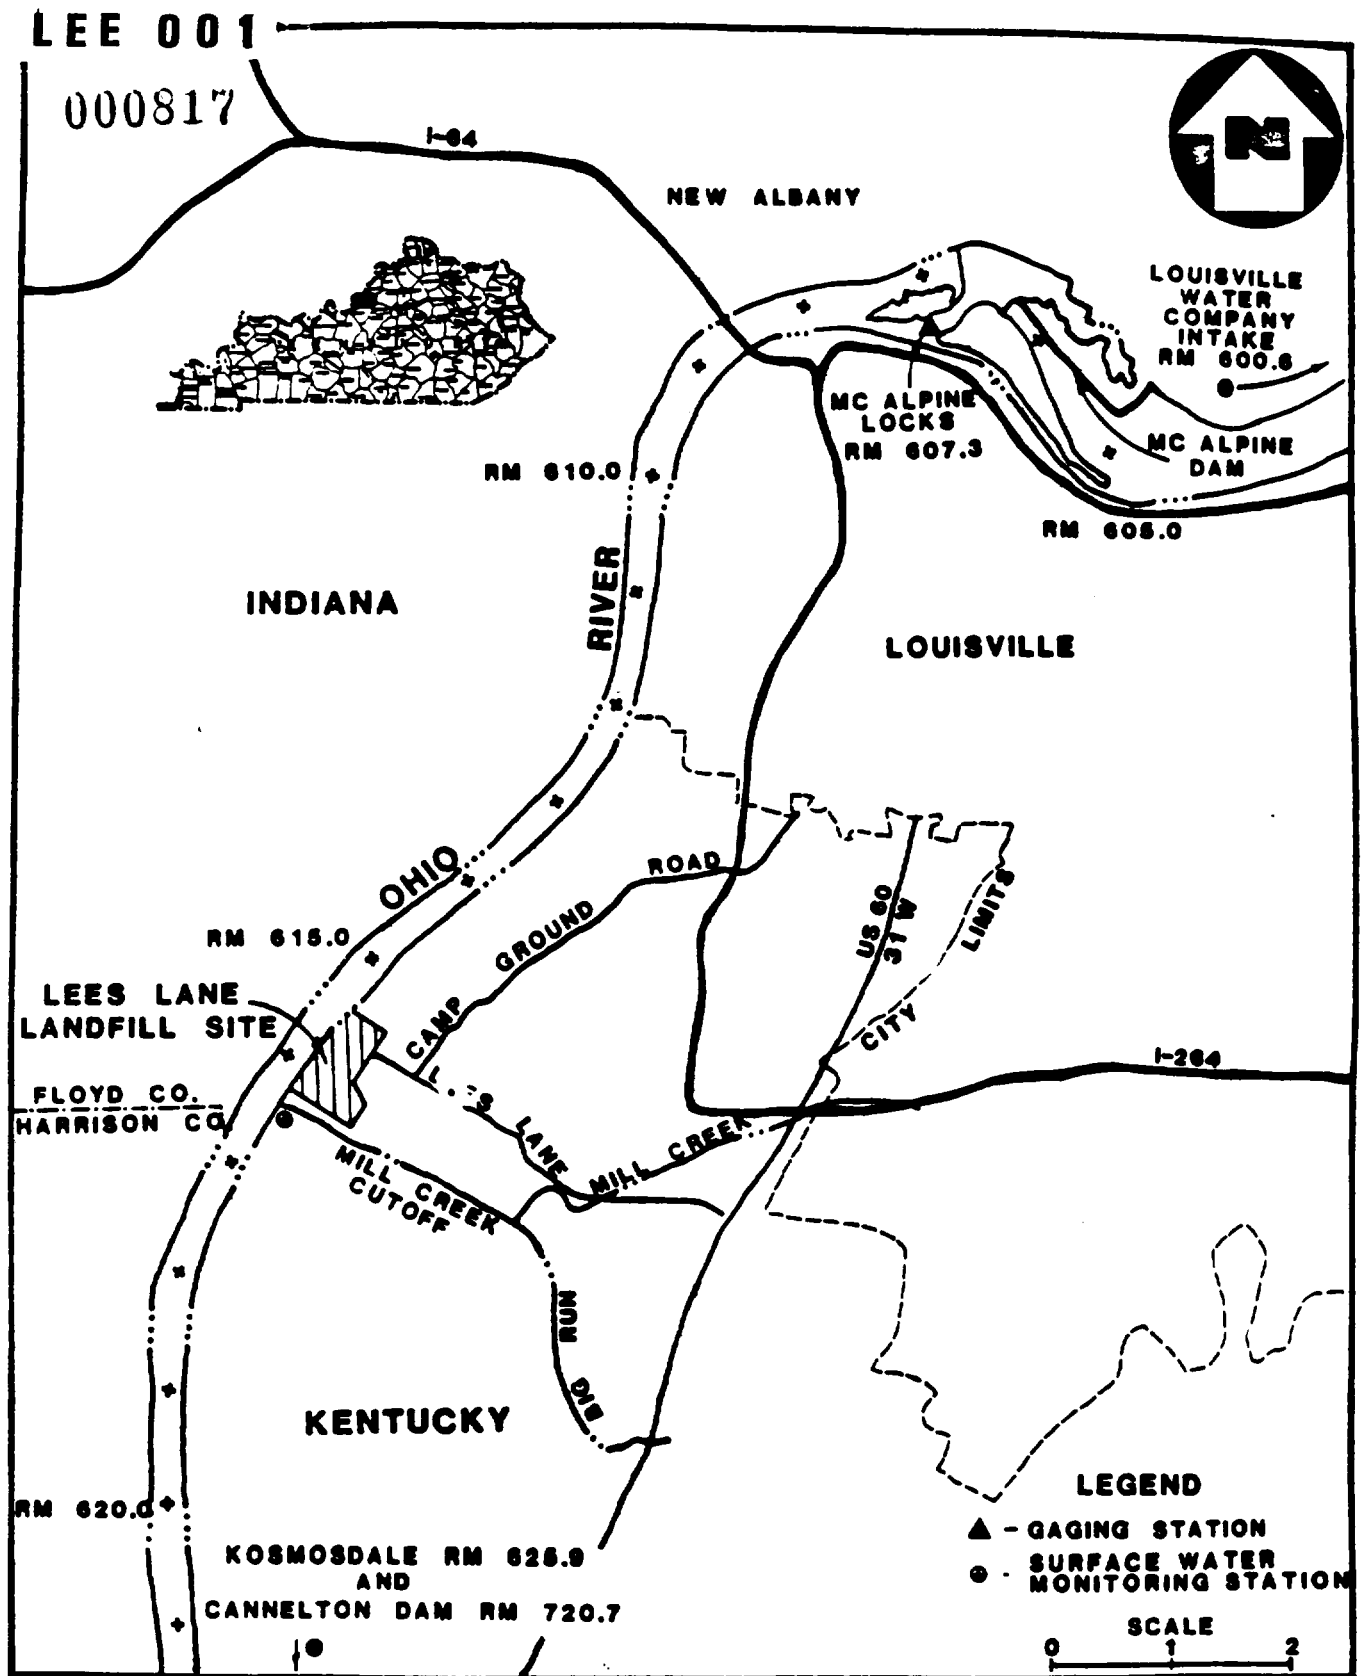 LEE 001
000817
I-64
N
NEW ALBANY
LOUISVILLE
WATER
COMPANY
INTAKE
RM 600.6
MC ALPINE
LOCKS
RM 607.3
MC ALPINE
DAM
RM 610.0
RM 605.0
INDIANA
RIVER
LOUISVILLE
OHIO
ROAD
GROUND
CAMP
US 60
31 W
LIMITS
CITY
RM 615.0
LEES LANE
LANDFILL SITE
I-264
FLOYD CO.
HARRISON CO.
LANE
MILL CREEK
MILL CREEK
CUTOFF
RUN
BIG
KENTUCKY
RM 620.0
KOSMOSDALE RM 625.9
AND
CANNELTON DAM RM 720.7
LEGEND
- GAGING STATION
- SURFACE WATER
MONITORING STATION
SCALE
0 1 2